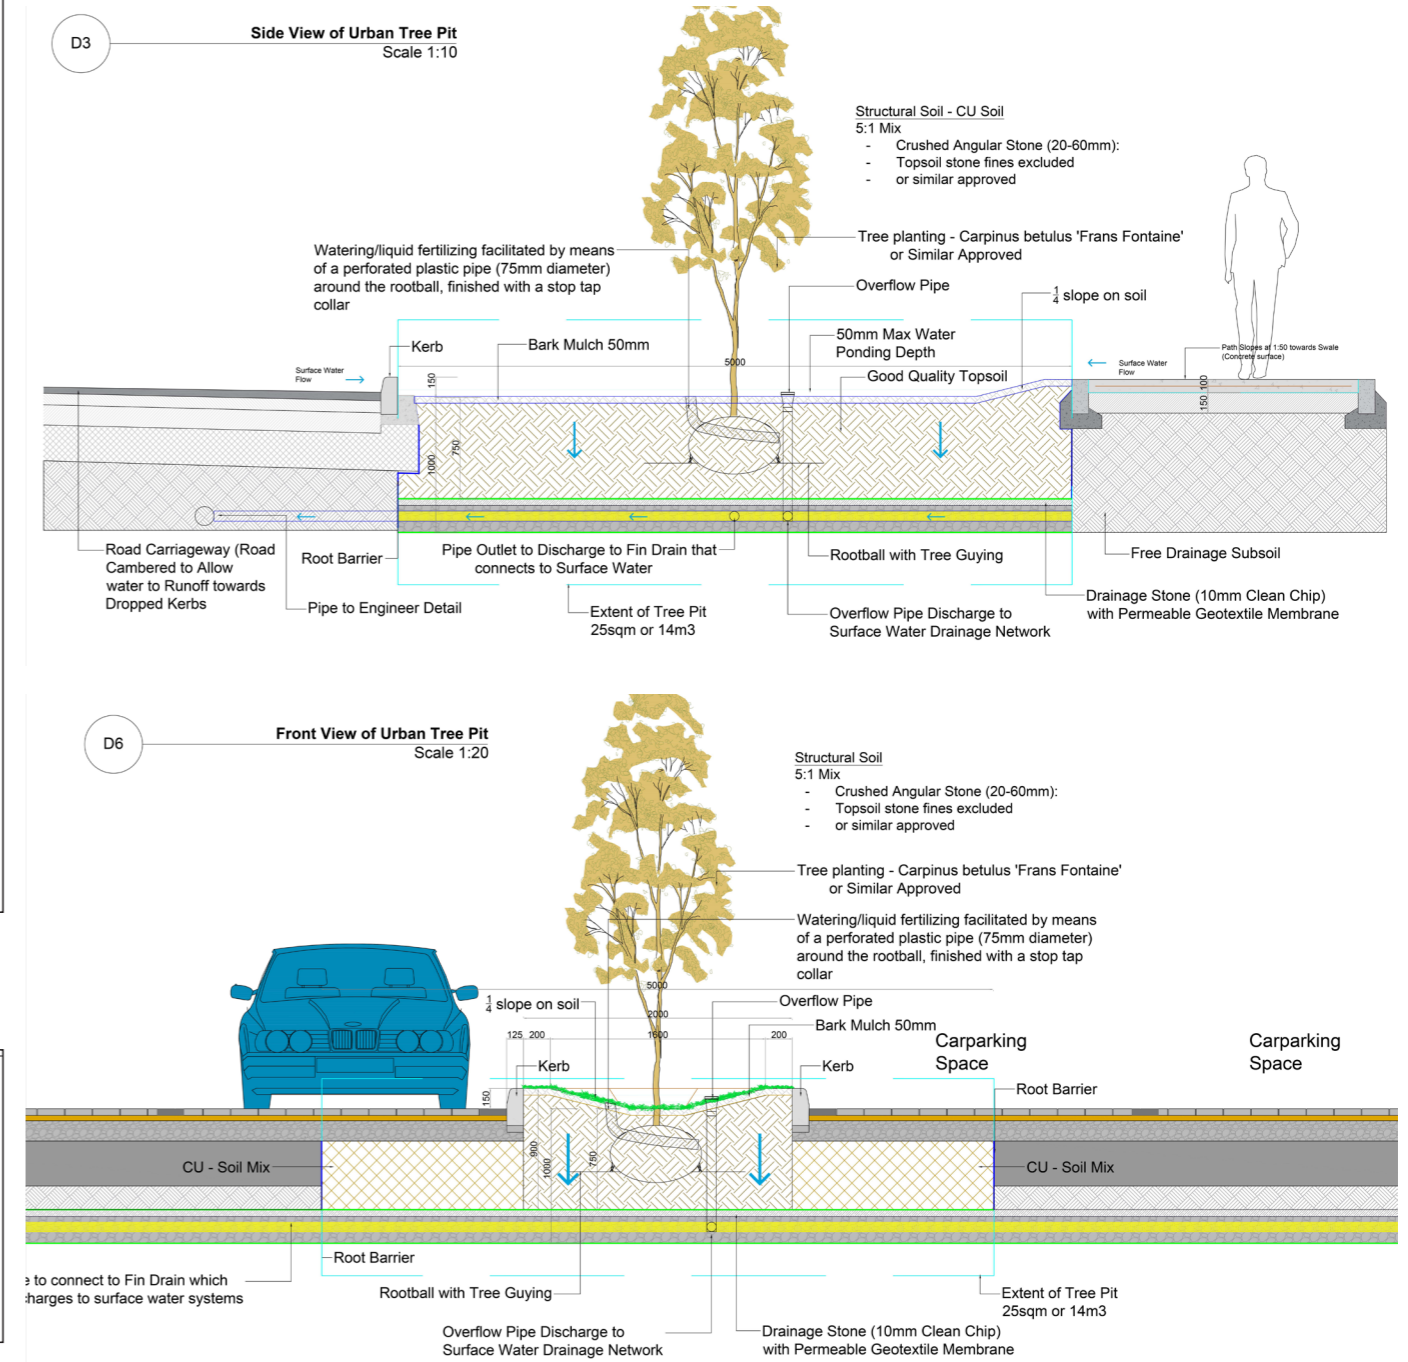 D3
Side View of Urban Tree Pit
Scale 1:10
Structural Soil - CU Soil
5:1 Mix
- Crushed Angular Stone (20-60mm):
- Topsoil stone fines excluded
- or similar approved
Watering/liquid fertilizing facilitated by means
of a perforated plastic pipe (75mm diameter)
around the rootball, finished with a stop tap
collar
Tree planting - Carpinus betulus 'Frans Fontaine'
or Similar Approved
Overflow Pipe
1/4 slope on soil
Kerb
Bark Mulch 50mm
50mm Max Water
Ponding Depth
5000
Good Quality Topsoil
Surface Water
Flow
Surface Water
Flow
Path Slopes at 1:50 towards Swale
(Concrete surface)
150
1000
750
100
150
Road Carriageway (Road
Cambered to Allow
water to Runoff towards
Dropped Kerbs
Root Barrier
Pipe to Engineer Detail
Pipe Outlet to Discharge to Fin Drain that
connects to Surface Water
Extent of Tree Pit
25sqm or 14m3
Rootball with Tree Guying
Overflow Pipe Discharge to
Surface Water Drainage Network
Free Drainage Subsoil
Drainage Stone (10mm Clean Chip)
with Permeable Geotextile Membrane
D6
Front View of Urban Tree Pit
Scale 1:20
Structural Soil
5:1 Mix
- Crushed Angular Stone (20-60mm):
- Topsoil stone fines excluded
- or similar approved
Tree planting - Carpinus betulus 'Frans Fontaine'
or Similar Approved
Watering/liquid fertilizing facilitated by means
of a perforated plastic pipe (75mm diameter)
around the rootball, finished with a stop tap
collar
5000
1/4 slope on soil
Overflow Pipe
2000
Bark Mulch 50mm
125 200 1600 200
Carparking
Space
Carparking
Space
Kerb
Kerb
Root Barrier
150
900
1000
750
CU - Soil Mix
CU - Soil Mix
Root Barrier
e to connect to Fin Drain which
charges to surface water systems
Rootball with Tree Guying
Extent of Tree Pit
25sqm or 14m3
Overflow Pipe Discharge to
Surface Water Drainage Network
Drainage Stone (10mm Clean Chip)
with Permeable Geotextile Membrane